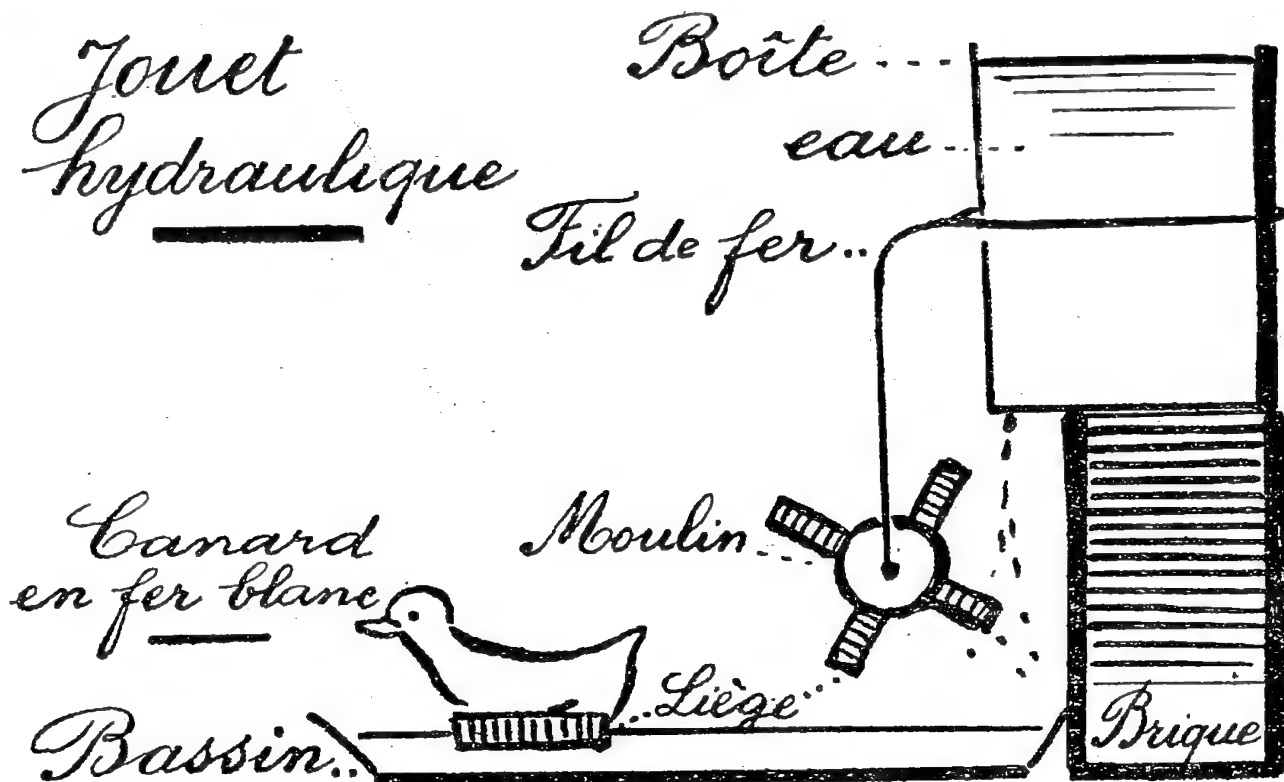 Jouet
hydraulique
Boîte
eau
Fil de fer
Canard
en fer blanc
Moulin
Liège
Bassin
Brique